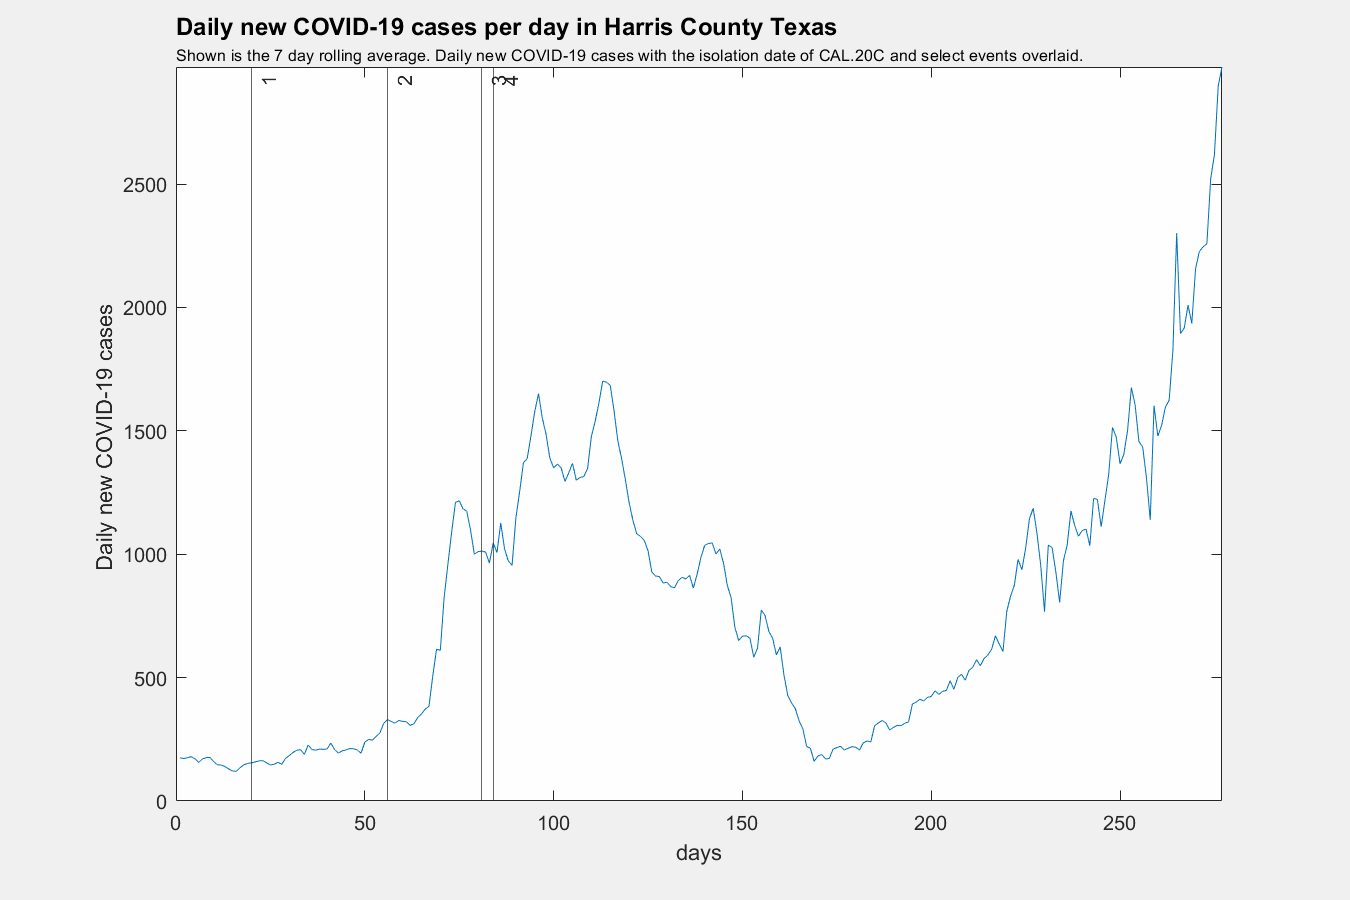 Daily new COVID-19 cases per day in Harris County Texas
Shown is the 7 day rolling average. Daily new COVID-19 cases with the isolation date of CAL.20C and select events overlaid.
1
2
3
4
2500
2000
1500
1000
500
0
Daily new COVID-19 cases
0 50 100 150 200 250
days